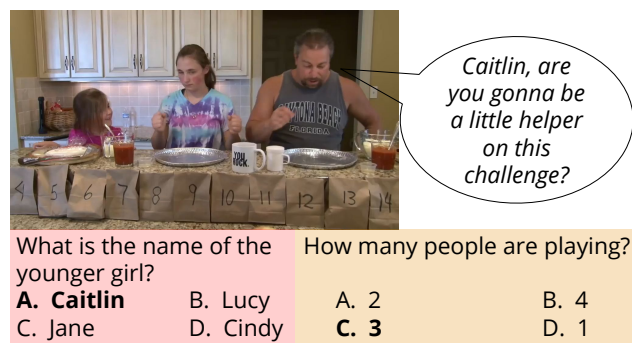 Caitlin, are
you gonna be
a little helper
on this
challenge?
DAYTONA BEACH
FLORIDA
YOU
ROCK.
4 5 6 7 8 9 10 11 12 13 14
What is the name of the
younger girl?
A. Caitlin B. Lucy
C. Jane D. Cindy
How many people are playing?
A. 2 B. 4
C. 3 D. 1